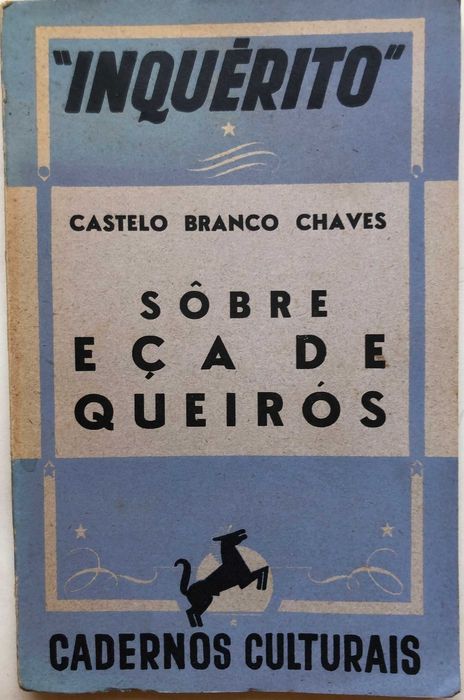 "INQUÉRITO"
CASTELO BRANCO CHAVES
SÔBRE
EÇA DE
QUEIRÓS
CADERNOS CULTURAIS